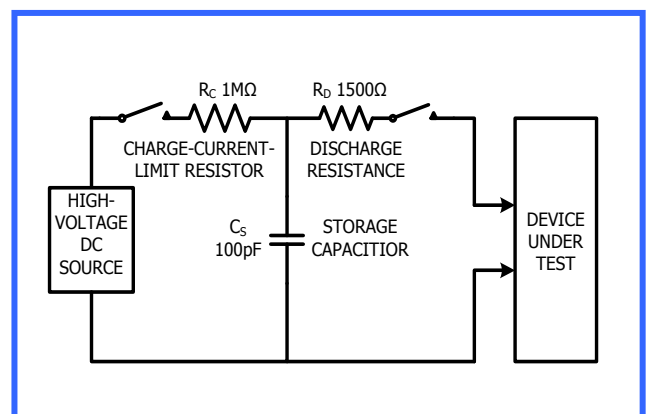 R_C 1MΩ
R_D 1500Ω
CHARGE-CURRENT-
LIMIT RESISTOR
DISCHARGE
RESISTANCE
HIGH-
VOLTAGE
DC
SOURCE
C_S
100pF
STORAGE
CAPACITIOR
DEVICE
UNDER
TEST